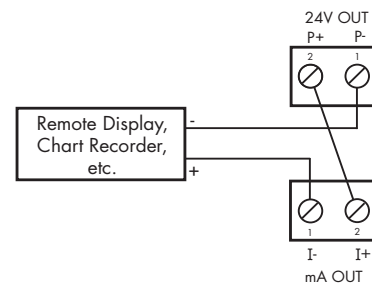 24V OUT
P+ P-
2 1
Remote Display,
Chart Recorder,
etc.
-
+
1 2
I- I+
mA OUT